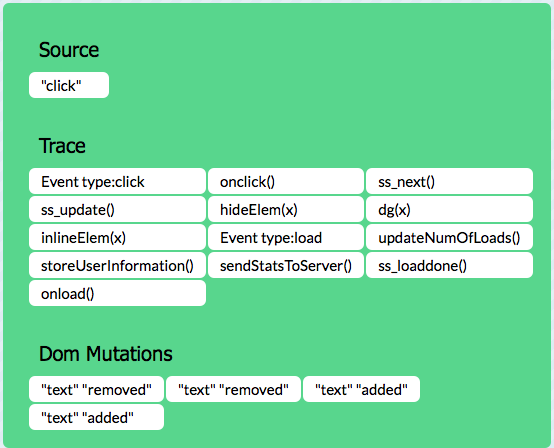 Source
"click"
Trace
Event type:click onclick() ss_next()
ss_update() hideElem(x) dg(x)
inlineElem(x) Event type:load updateNumOfLoads()
storeUserInformation() sendStatsToServer() ss_loaddone()
onload()
Dom Mutations
"text" "removed" "text" "removed" "text" "added"
"text" "added"